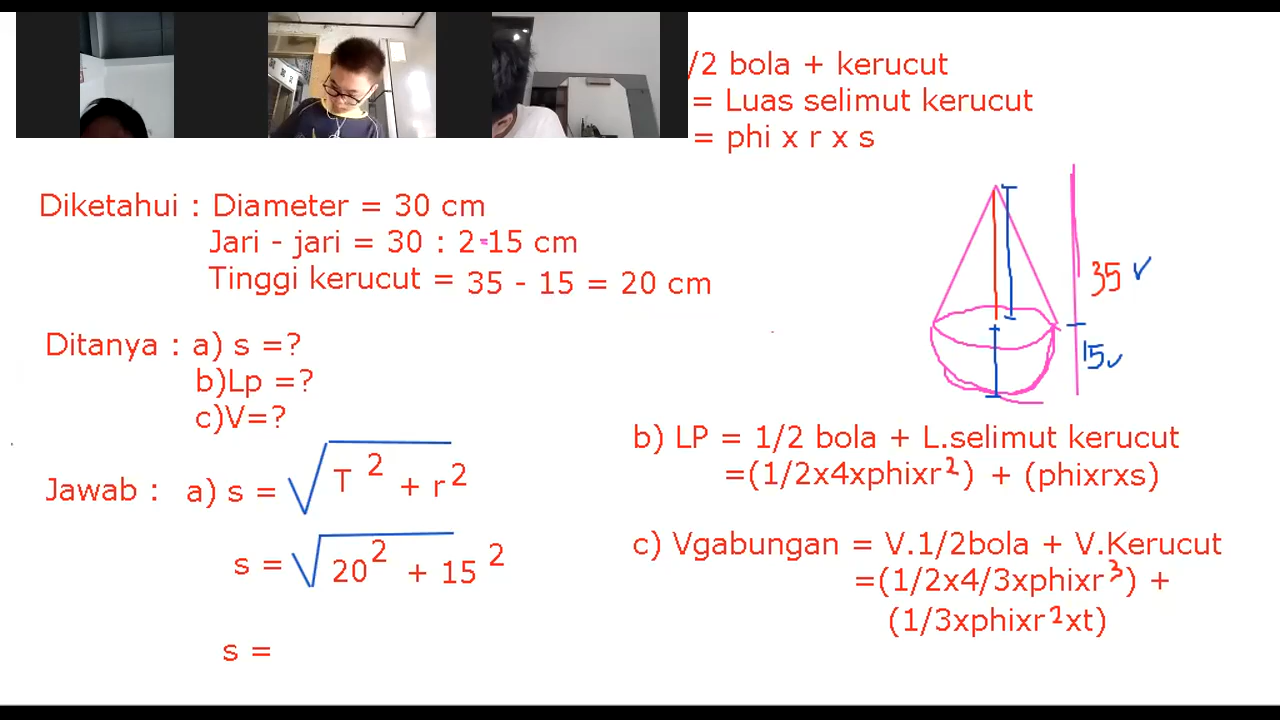 /2 bola + kerucut
= Luas selimut kerucut
= phi x r x s
Diketahui : Diameter = 30 cm
Jari - jari = 30 : 2=15 cm
Tinggi kerucut = 35 - 15 = 20 cm
35
15
Ditanya : a) s =?
b)Lp =?
c)V=?
Jawab : a) s = √T² + r²
s = √20² + 15²
s =
b) LP = 1/2 bola + L.selimut kerucut
=(1/2x4xphixr²) + (phixrxs)
c) Vgabungan = V.1/2bola + V.Kerucut
=(1/2x4/3xphixr³) +
(1/3xphixr²xt)